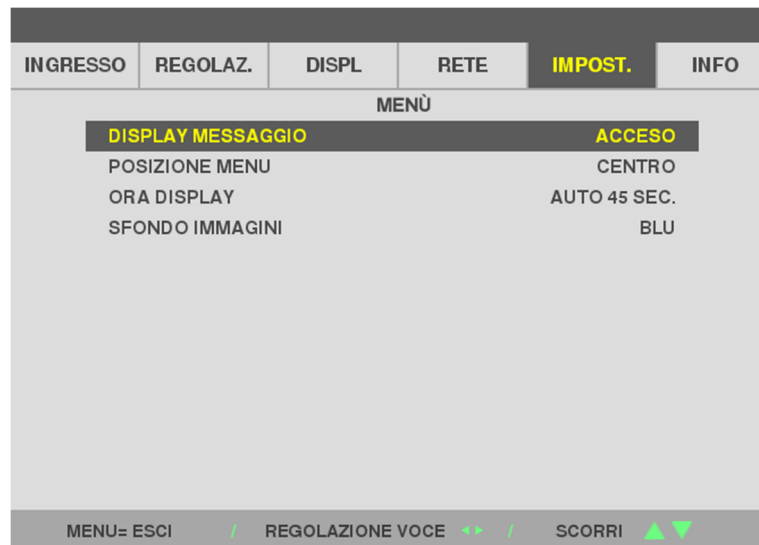 INGRESSO REGOLAZ. DISPL RETE IMPOST. INFO
MENÙ
DISPLAY MESSAGGIO ACCESO
POSIZIONE MENU CENTRO
ORA DISPLAY AUTO 45 SEC.
SFONDO IMMAGINI BLU
MENU= ESCI / REGOLAZIONE VOCE / SCORRI